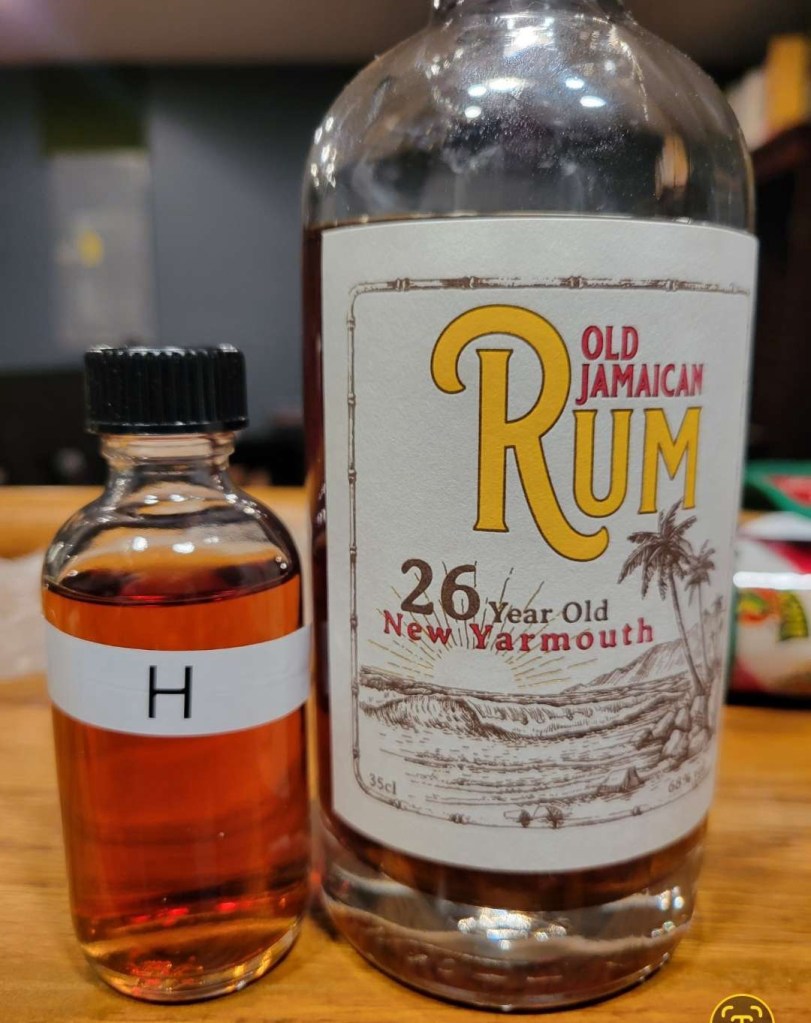 OLD
JAMAICAN
RUM
26 Year Old
New Yarmouth
35cl
H